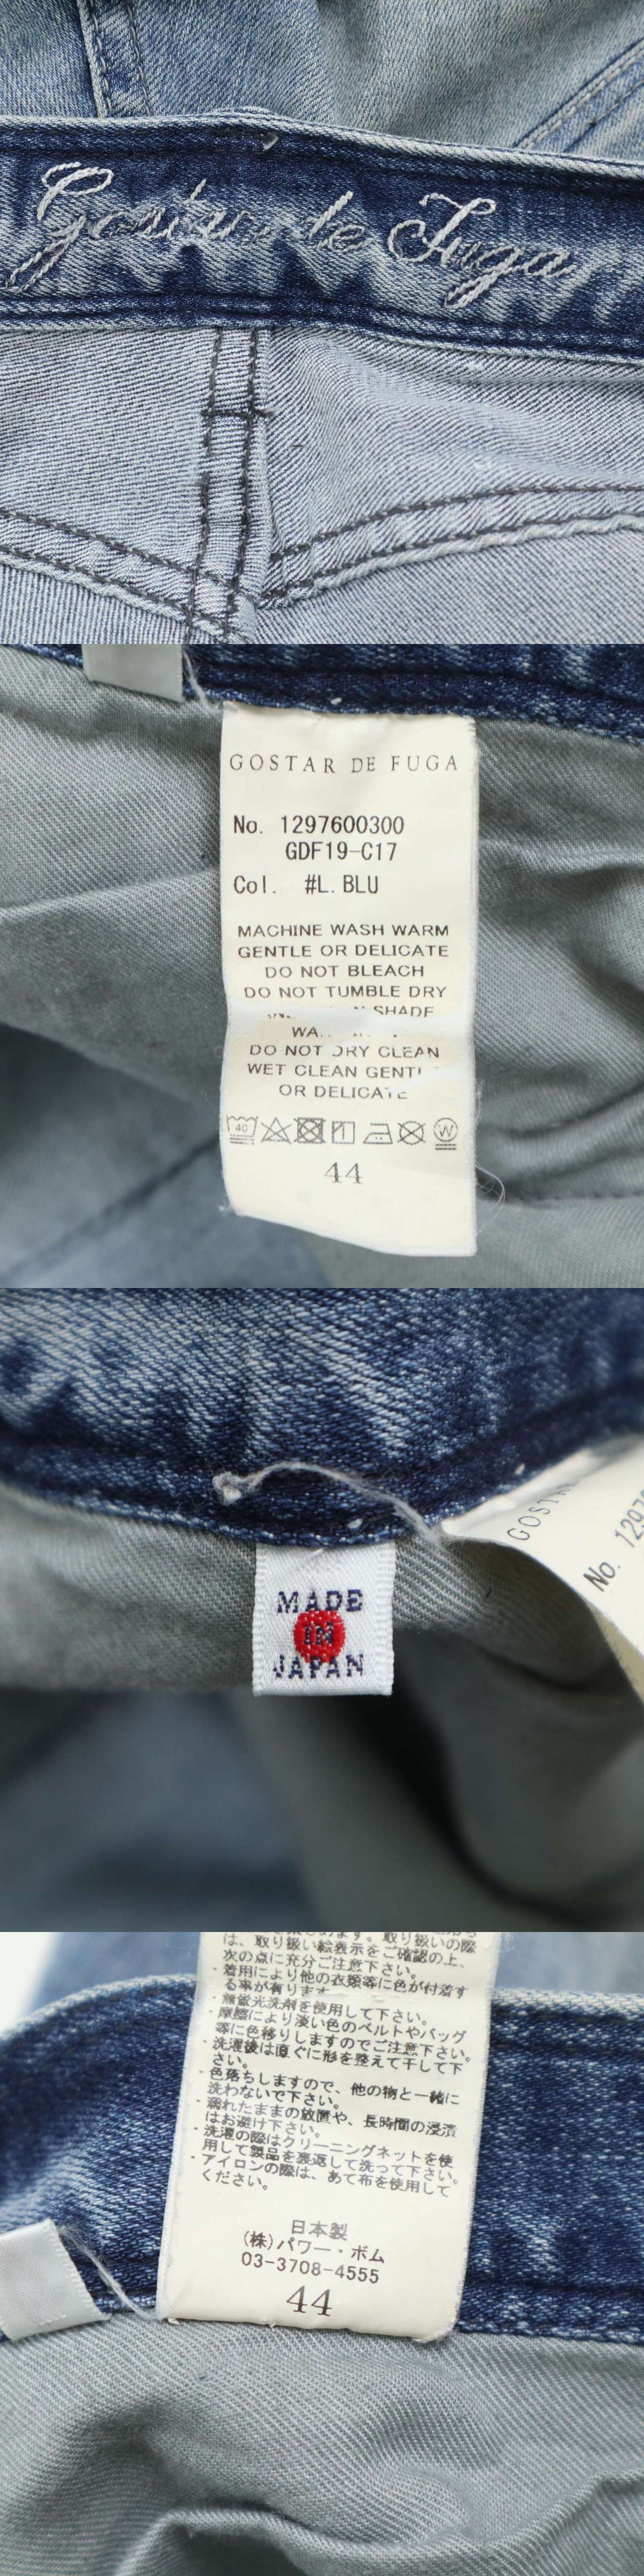 Gostar de Fuga
GOSTAR DE FUGA
No. 1297600300
GDF19-C17
Col. #L.BLU
MACHINE WASH WARM
GENTLE OR DELICATE
DO NOT BLEACH
DO NOT TUMBLE DRY
SHADE
DO NOT DRY CLEAN
WET CLEAN
OR DELICATE
40
W
44
MADE
IN
JAPAN
No.
は、取り扱い絵表示をご確認の上、
次の点に充分ご注意下さい。
・着用により他の衣類等に色が付着す
る事が有ります
・無蛍光洗剤を使用して下さい。
・摩擦により淡い色のベルトやバッグ
等に色移りしますのでご注意下さい。
・洗濯後は直ぐに形を整えて干して下
さい。
・色落ちしますので、他の物と一緒に
洗わないで下さい。
・濡れたままの放置や、長時間の浸漬
はお避け下さい。
・洗濯の際はクリーニングネットを使
用して製品を裏返して洗って下さい。
・アイロンの際は、あて布を使用して
ください。
日本製
(株)パワー・ボム
03-3708-4555
44